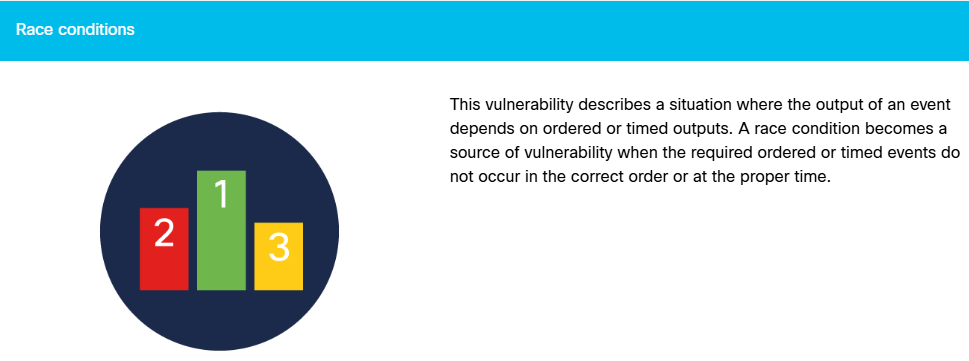 Race conditions
This vulnerability describes a situation where the output of an event
depends on ordered or timed outputs. A race condition becomes a
source of vulnerability when the required ordered or timed events do
not occur in the correct order or at the proper time.
2
1
3